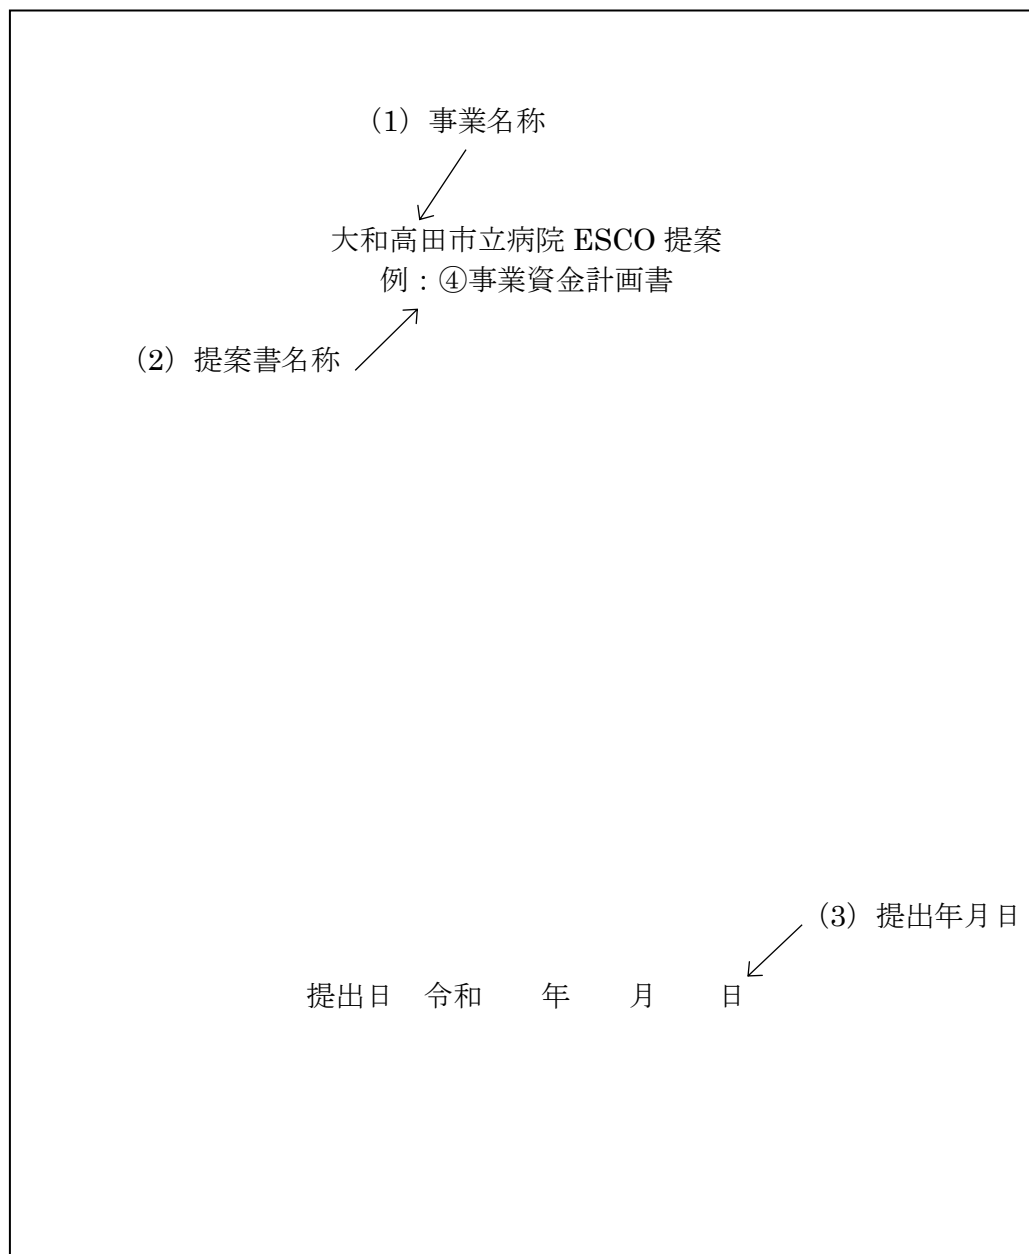 (1) 事業名称
大和高田市立病院 ESCO 提案
例：④事業資金計画書
(2) 提案書名称
(3) 提出年月日
提出日　令和　　年　　月　　日